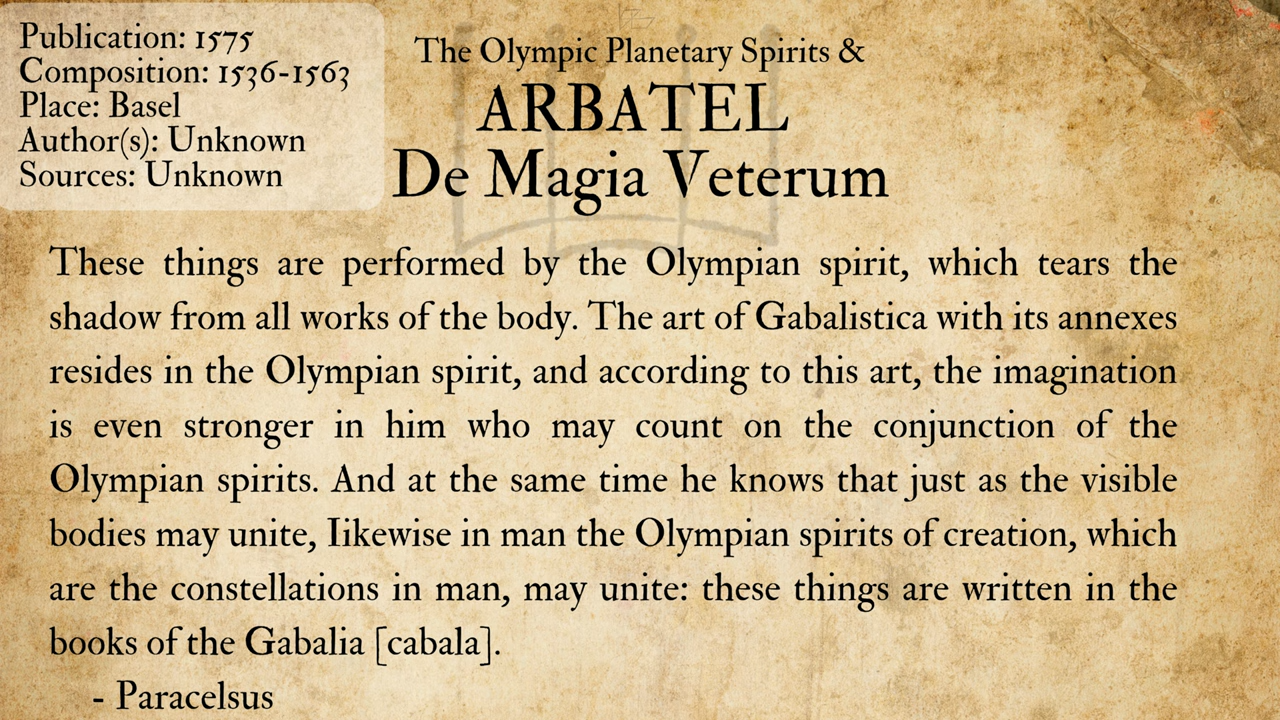 Publication: 1575
Composition: 1536-1563
Place: Basel
Author(s): Unknown
Sources: Unknown
The Olympic Planetary Spirits &
ARBATEL
De Magia Veterum
These things are performed by the Olympian spirit, which tears the
shadow from all works of the body. The art of Gabalistica with its annexes
resides in the Olympian spirit, and according to this art, the imagination
is even stronger in him who may count on the conjunction of the
Olympian spirits. And at the same time he knows that just as the visible
bodies may unite, Iikewise in man the Olympian spirits of creation, which
are the constellations in man, may unite: these things are written in the
books of the Gabalia [cabala].
- Paracelsus